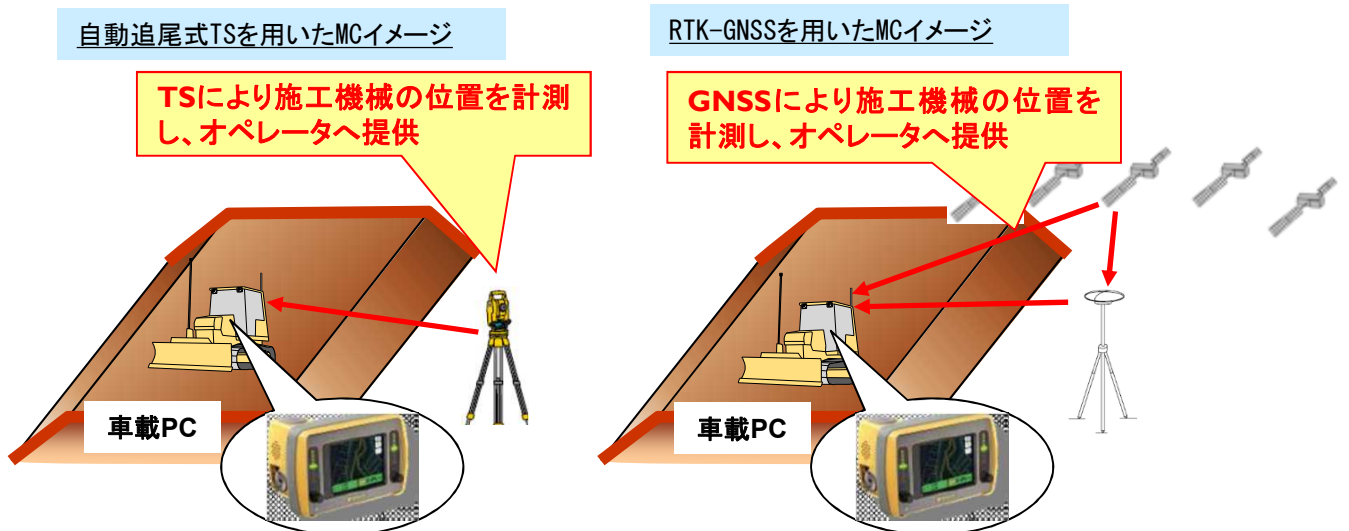 自動追尾式TSを用いたMCイメージ
TSにより施工機械の位置を計測
し、オペレータへ提供
車載PC
RTK-GNSSを用いたMCイメージ
GNSSにより施工機械の位置を
計測し、オペレータへ提供
車載PC